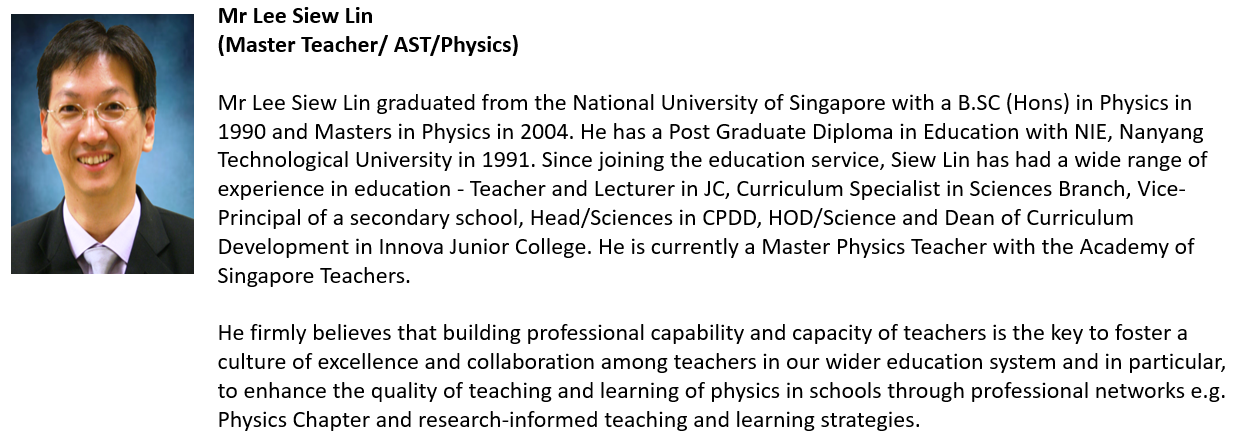 Mr Lee Siew Lin
(Master Teacher/ AST/Physics)
Mr Lee Siew Lin graduated from the National University of Singapore with a B.SC (Hons) in Physics in
1990 and Masters in Physics in 2004. He has a Post Graduate Diploma in Education with NIE, Nanyang
Technological University in 1991. Since joining the education service, Siew Lin has had a wide range of
experience in education - Teacher and Lecturer in JC, Curriculum Specialist in Sciences Branch, Vice-
Principal of a secondary school, Head/Sciences in CPDD, HOD/Science and Dean of Curriculum
Development in Innova Junior College. He is currently a Master Physics Teacher with the Academy of
Singapore Teachers.
He firmly believes that building professional capability and capacity of teachers is the key to foster a
culture of excellence and collaboration among teachers in our wider education system and in particular,
to enhance the quality of teaching and learning of physics in schools through professional networks e.g.
Physics Chapter and research-informed teaching and learning strategies.